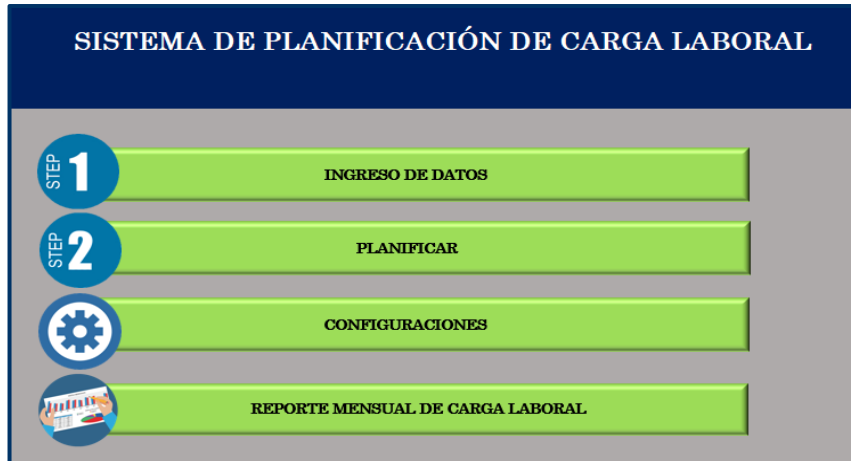 SISTEMA DE PLANIFICACIÓN DE CARGA LABORAL
STEP 1
INGRESO DE DATOS
STEP 2
PLANIFICAR
CONFIGURACIONES
REPORTE MENSUAL DE CARGA LABORAL